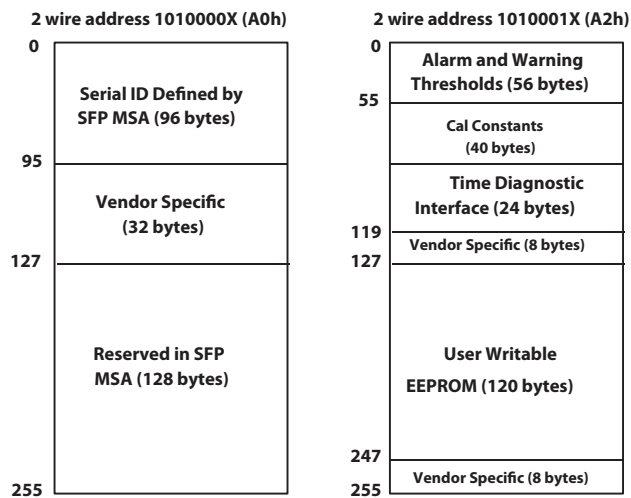 2 wire address 1010000X (A0h)
0
Serial ID Defined by
SFP MSA (96 bytes)
95
Vendor Specific
(32 bytes)
127
Reserved in SFP
MSA (128 bytes)
255
2 wire address 1010001X (A2h)
0
Alarm and Warning
Thresholds (56 bytes)
55
Cal Constants
(40 bytes)
Time Diagnostic
Interface (24 bytes)
119
Vendor Specific (8 bytes)
127
User Writable
EEPROM (120 bytes)
247
Vendor Specific (8 bytes)
255